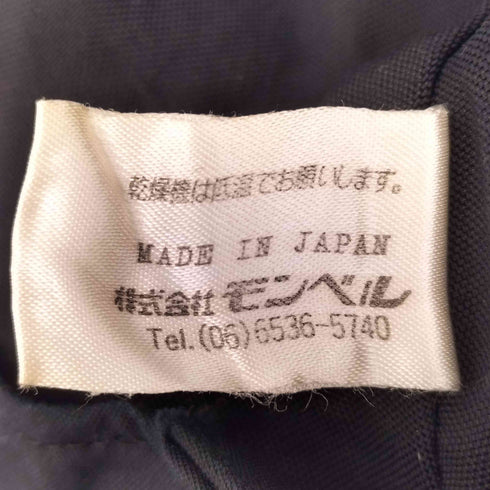 乾燥機は低温でお願いします。
MADE IN JAPAN
株式会社 モンベル
Tel.(06)6536-5740